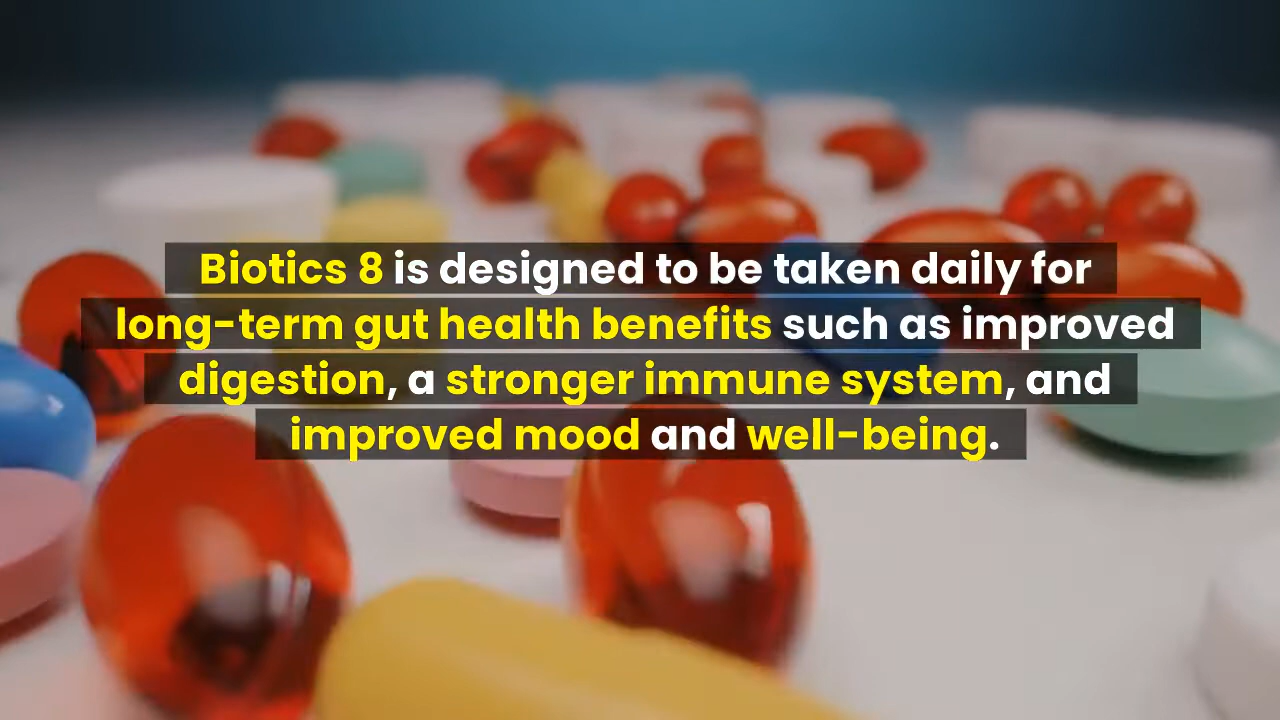 Biotics 8 is designed to be taken daily for
long-term gut health benefits such as improved
digestion, a stronger immune system, and
improved mood and well-being.